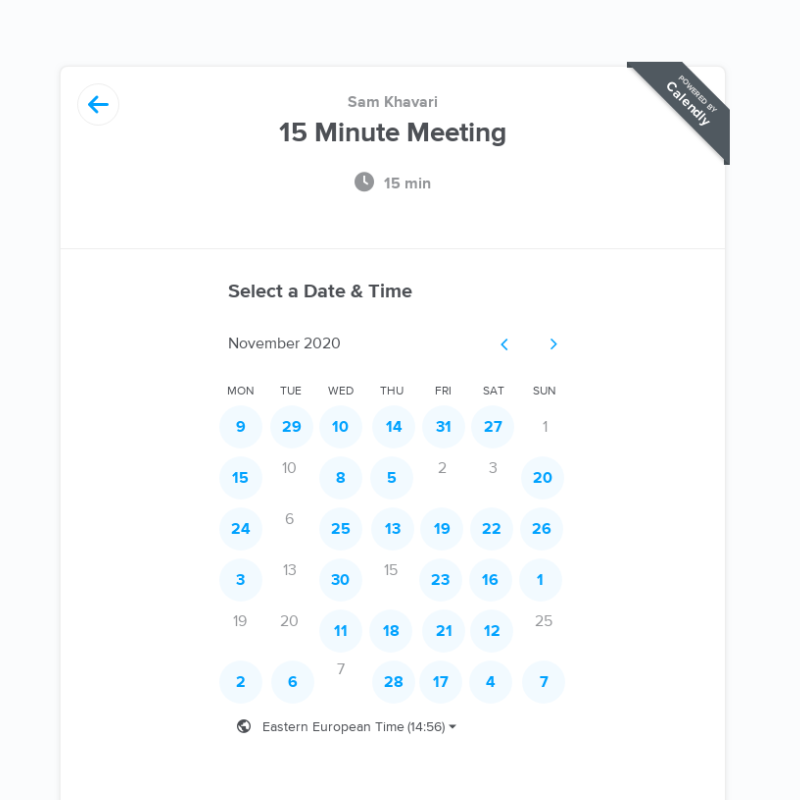 POWERED BY
Calendly
Sam Khavari
15 Minute Meeting
15 min
Select a Date & Time
November 2020
MON TUE WED THU FRI SAT SUN
9 29 10 14 31 27 1
15 10 8 5 2 3 20
24 6 25 13 19 22 26
3 13 30 15 23 16 1
19 20 11 18 21 12 25
2 6 7 28 17 4 7
Eastern European Time (14:56)